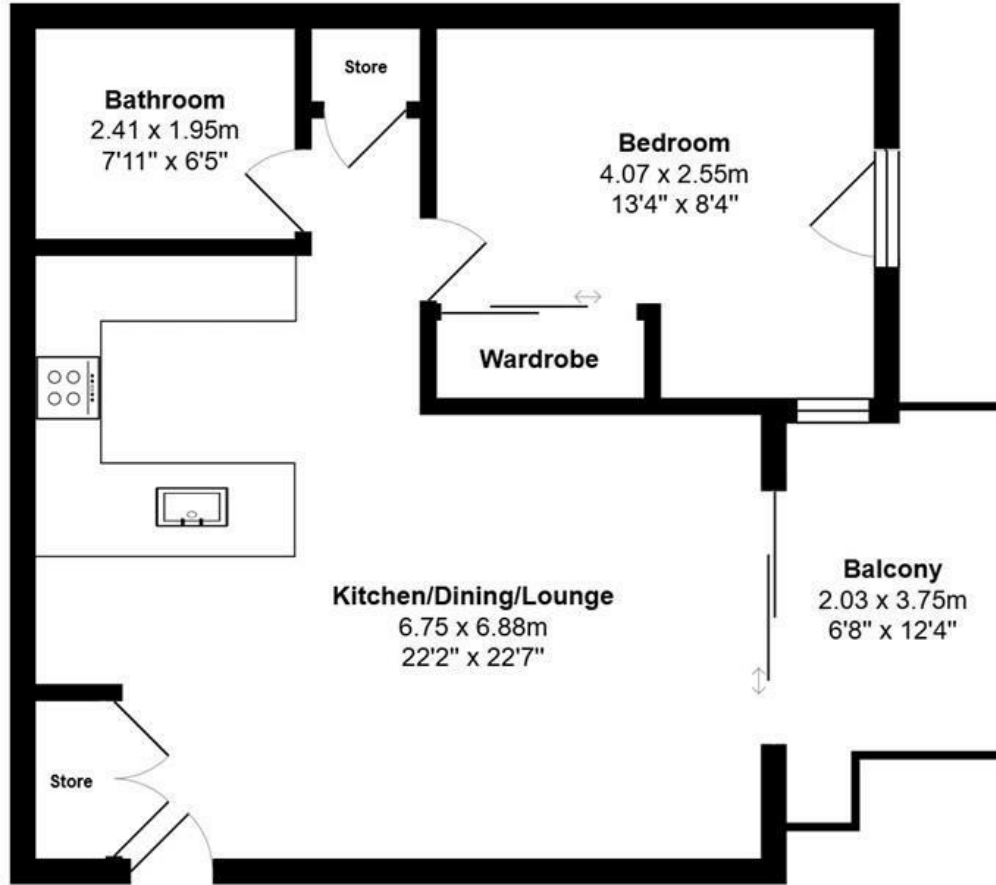 Bathroom
2.41 x 1.95m
7'11" x 6'5"
Store
Bedroom
4.07 x 2.55m
13'4" x 8'4"
Wardrobe
Kitchen/Dining/Lounge
6.75 x 6.88m
22'2" x 22'7"
Balcony
2.03 x 3.75m
6'8" x 12'4"
Store